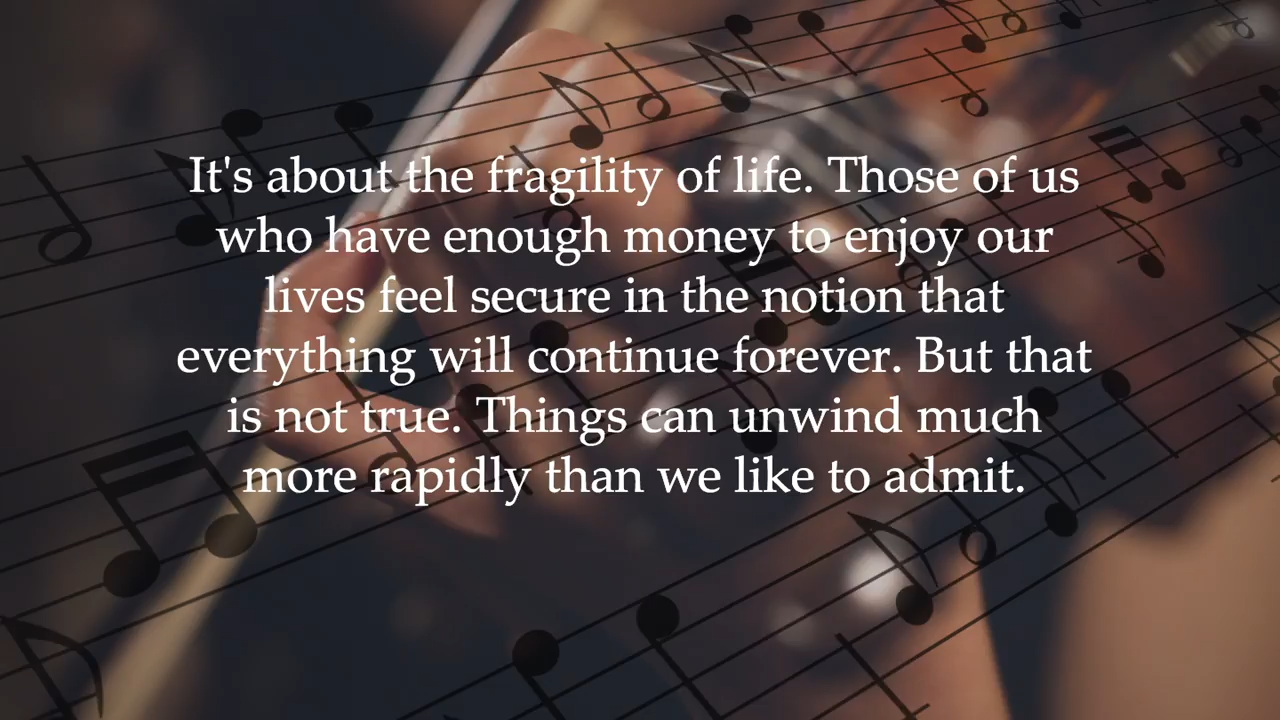 It's about the fragility of life. Those of us
who have enough money to enjoy our
lives feel secure in the notion that
everything will continue forever. But that
is not true. Things can unwind much
more rapidly than we like to admit.